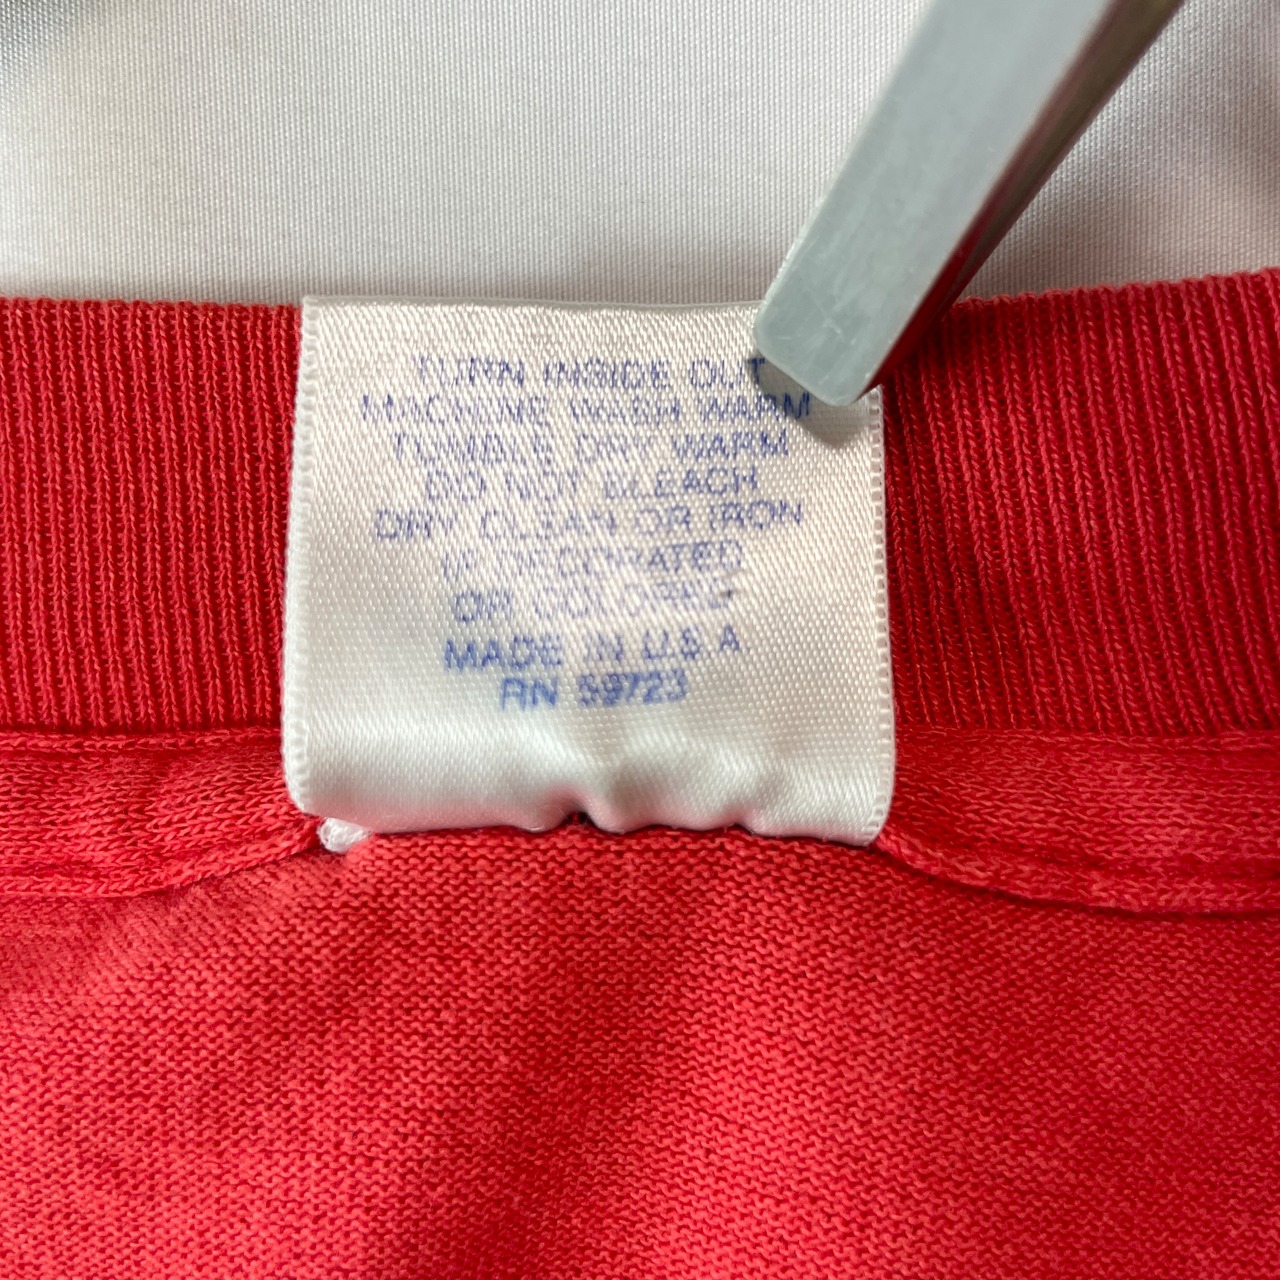 TURN INSIDE OUT
MACHINE WASH WARM
TUMBLE DRY WARM
DO NOT BLEACH
DRY CLEAN OR IRON
IF DECORATED
OR
MADE IN U.S.A.
RN 59723